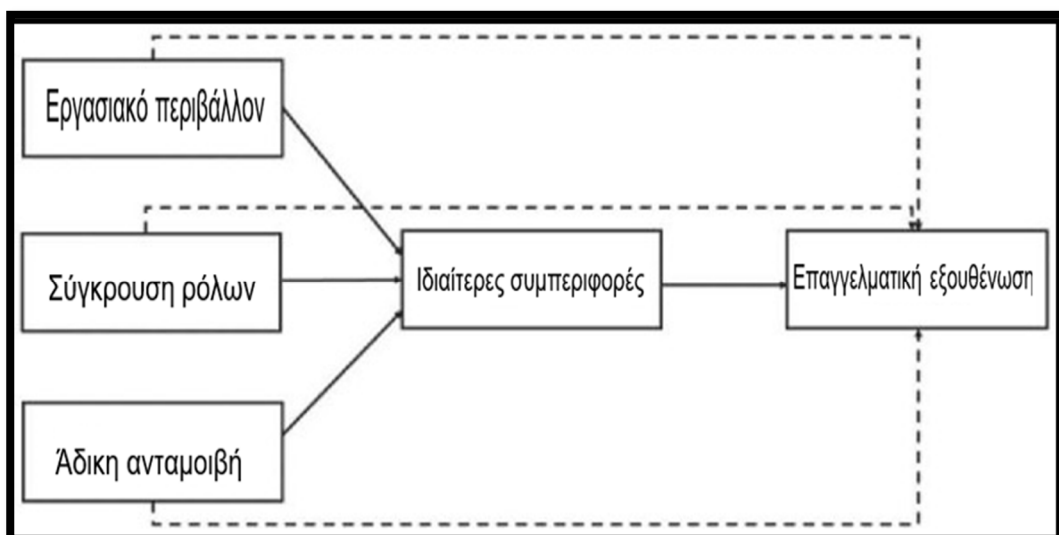 Εργασιακό περιβάλλον
Σύγκρουση ρόλων
Ιδιαίτερες συμπεριφορές
Επαγγελματική εξουθένωση
Άδικη ανταμοιβή